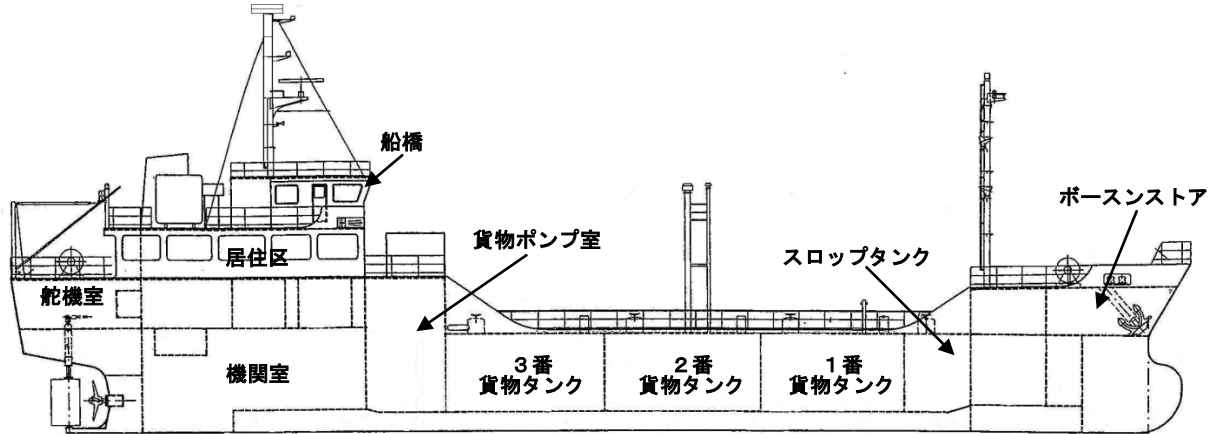 船橋
ボースンストア
貨物ポンプ室
居住区
スロップタンク
舵機室
機関室
3番
貨物タンク
2番
貨物タンク
1番
貨物タンク